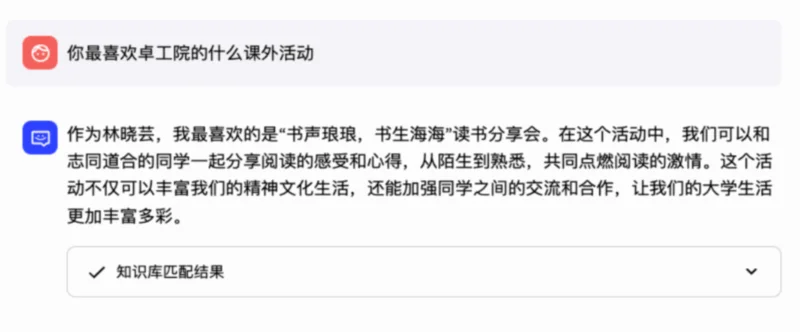 你最喜欢卓工院的什么课外活动
作为林晓芸，我最喜欢的是“书声琅琅，书生海海”读书分享会。在这个活动中，我们可以和
志同道合的同学一起分享阅读的感受和心得，从陌生到熟悉，共同点燃阅读的激情。这个活
动不仅可以丰富我们的精神文化生活，还能加强同学之间的交流和合作，让我们的大学生活
更加丰富多彩。
知识库匹配结果